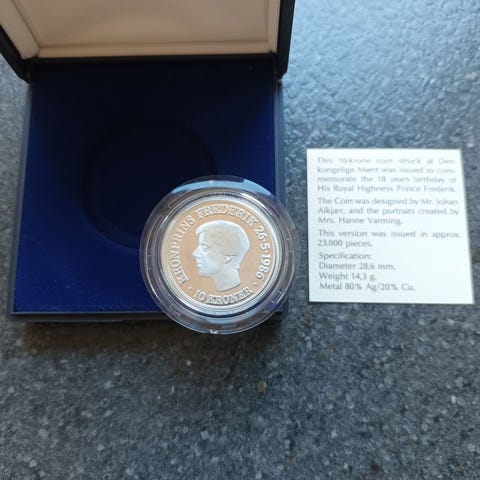 KRONPRINS FREDERIK 26·5·1986
· 10 KRONER ·
This 10-krone coin struck at Den
kongelige Mønt was issued to com-
memorate the 18 years birthday of
His Royal Highness Prince Frederik.
The Coin was designed by Mr. Johan
Alkjær, and the portraits created by
Mrs. Hanne Varming.
This version was issued in approx.
23.000 pieces.
Specification:
Diameter 28,6 mm.
Weight 14,3 g.
Metal 80% Ag/20% Cu.